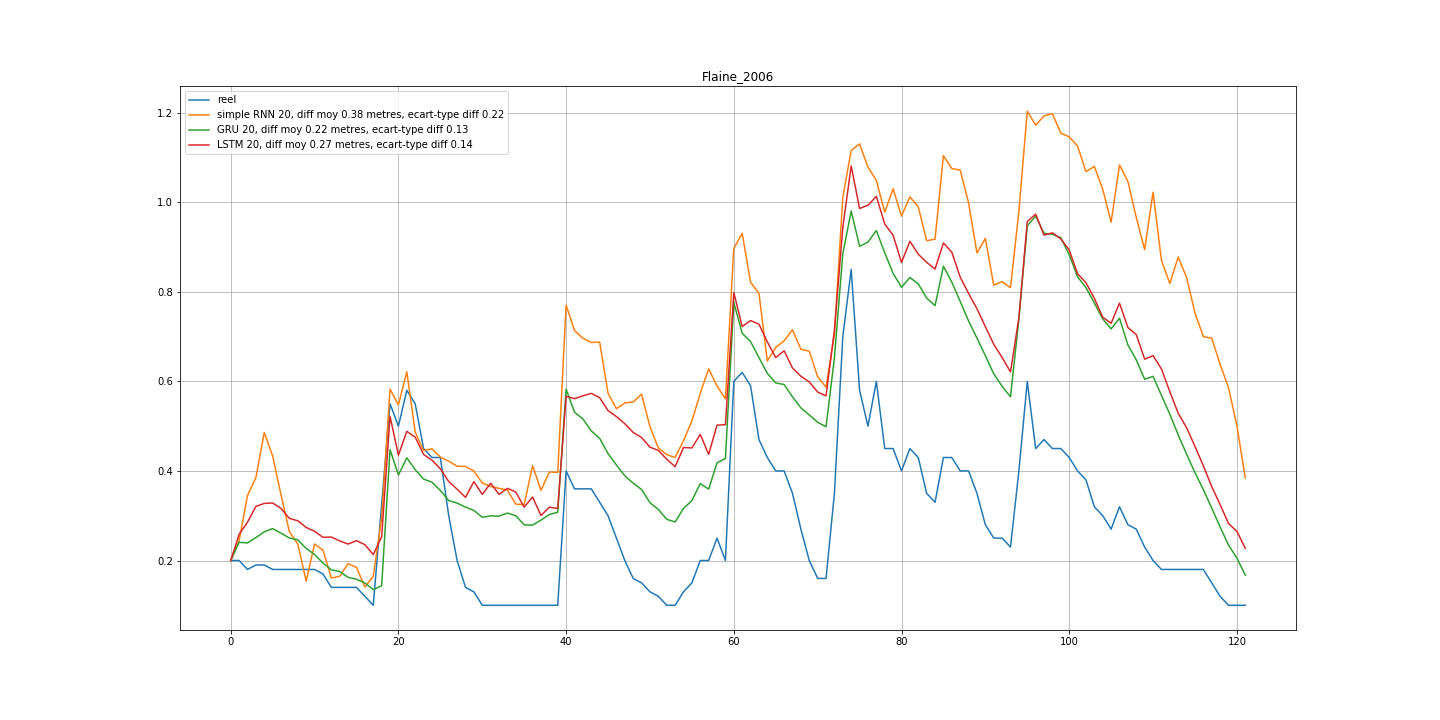 Flaine_2006
reel
simple RNN 20, diff moy 0.38 metres, ecart-type diff 0.22
GRU 20, diff moy 0.22 metres, ecart-type diff 0.13
LSTM 20, diff moy 0.27 metres, ecart-type diff 0.14
1.2
1.0
0.8
0.6
0.4
0.2
0 20 40 60 80 100 120